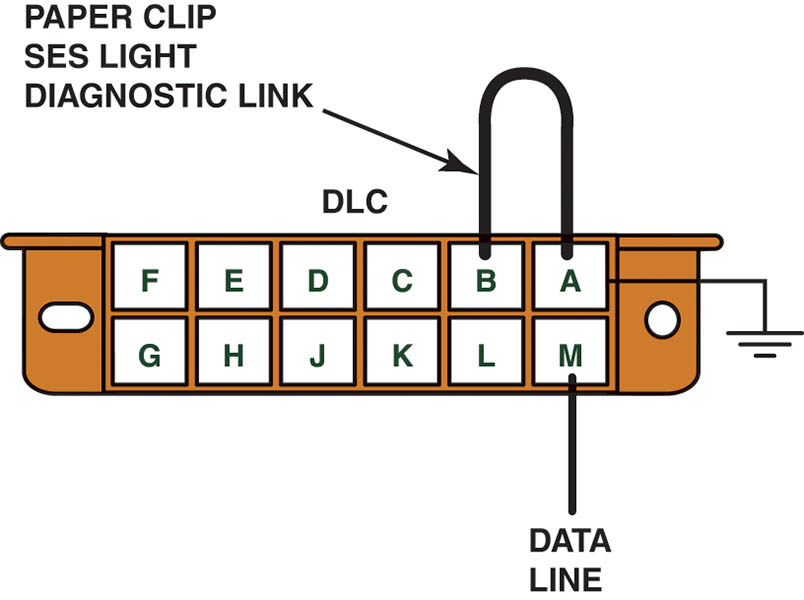 PAPER CLIP
SES LIGHT
DIAGNOSTIC LINK
DLC
F E D C B A
G H J K L M
DATA
LINE